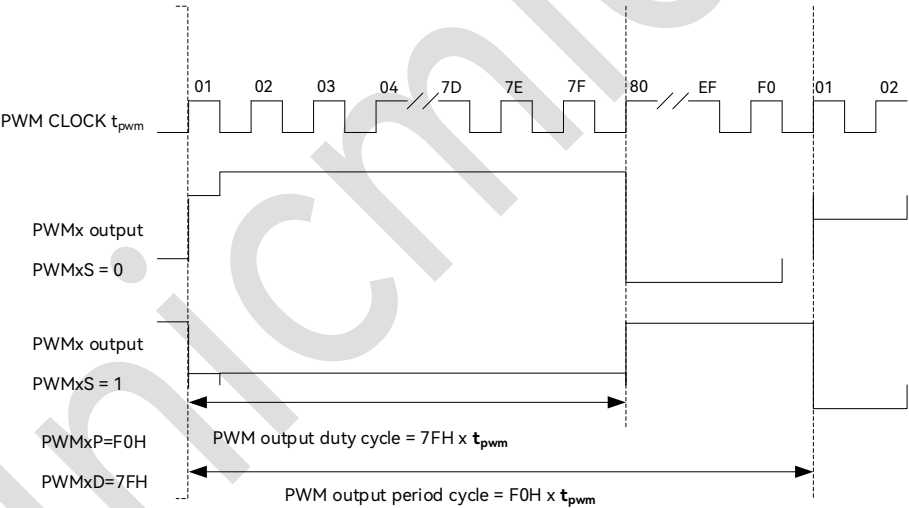 01 02 03 04 7D 7E 7F 80 EF F0 01 02
PWM CLOCK tpwm
PWMx output
PWMxS = 0
PWMx output
PWMxS = 1
PWM output duty cycle = 7FH x tpwm
PWMxP=F0H
PWMxD=7FH
PWM output period cycle = F0H x tpwm